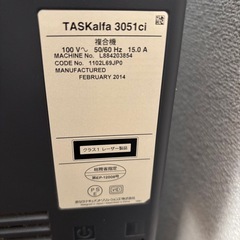 TASKalfa 3051ci
複合機
100 V～ 50/60 Hz 15.0 A
MACHINE No. L884203854
CODE No. 1102L69JP0
MANUFACTURED
FEBRUARY 2014
クラス1 レーザー製品